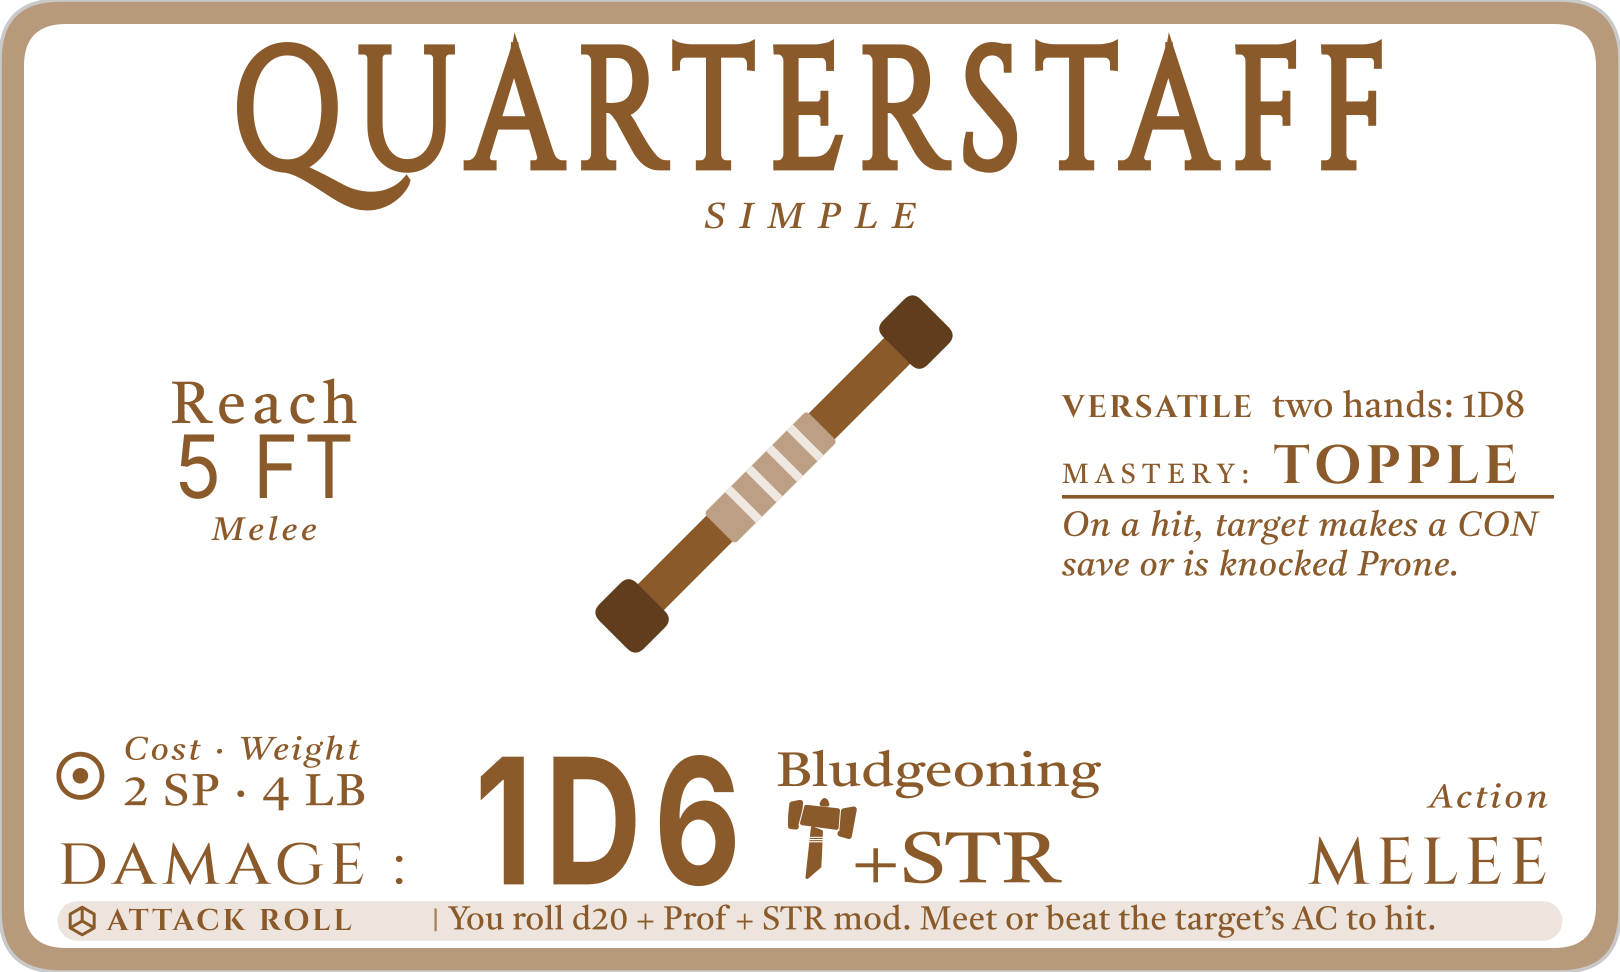 QUARTERSTAFF
SIMPLE
Reach
5 FT
Melee
VERSATILE two hands: 1D8
MASTERY: TOPPLE
On a hit, target makes a CON
save or is knocked Prone.
Cost · Weight
2 SP · 4 LB
DAMAGE :
1D6
Bludgeoning
+STR
Action
MELEE
ATTACK ROLL | You roll d20 + Prof + STR mod. Meet or beat the target’s AC to hit.